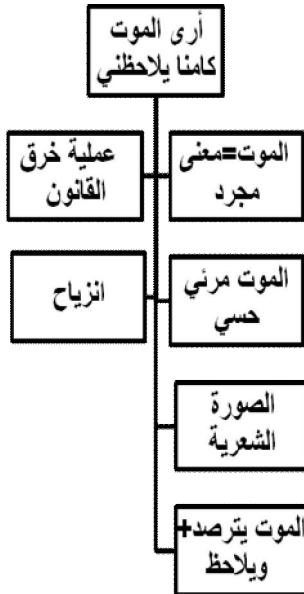 أرى الموت
كامنا يلاحظني
الموت=معنى
مجرد
عملية خرق
القانون
الموت مرئي
حسي
انزياح
الصورة
الشعرية
الموت يترصد+
ويلاحظ